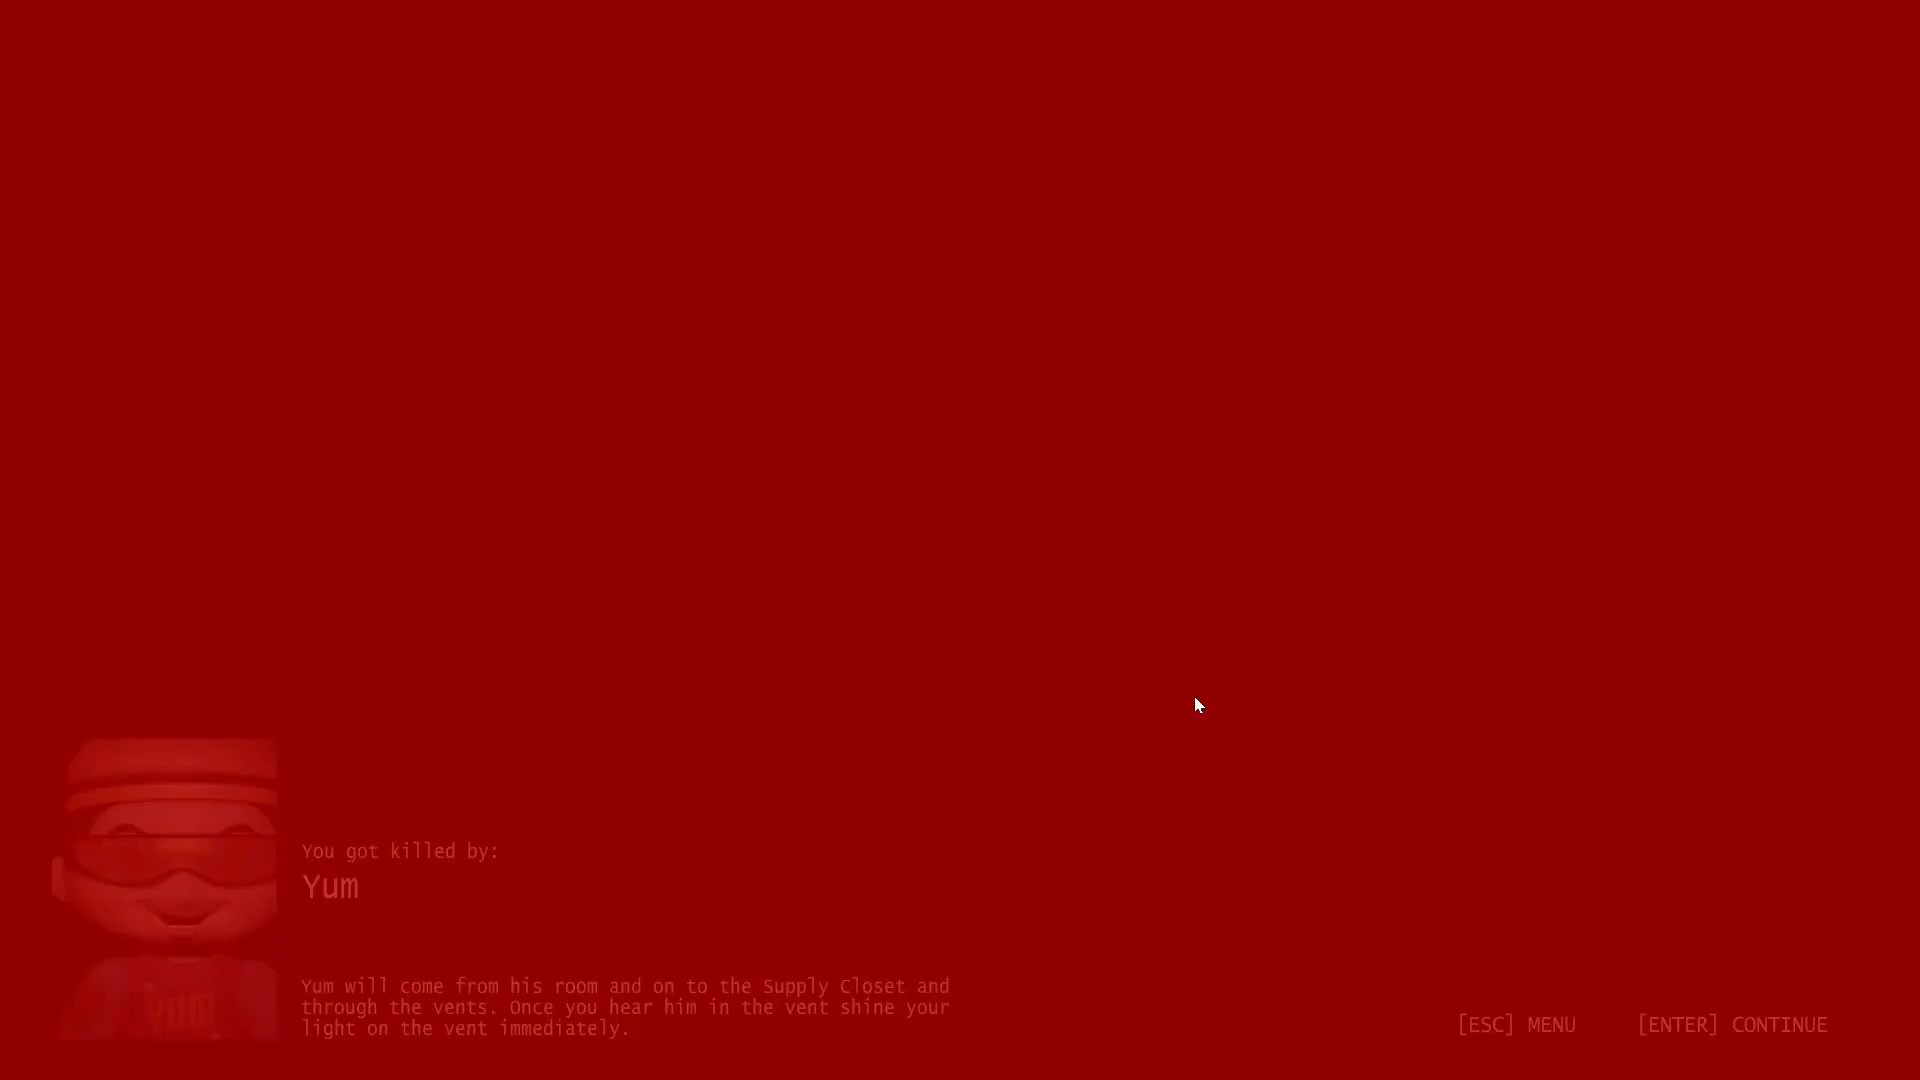 You got killed by:
Yum
Yum will come from his room and on to the Supply Closet and
through the vents. Once you hear him in the vent shine your
light on the vent immediately.
yum
[ESC] MENU [ENTER] CONTINUE